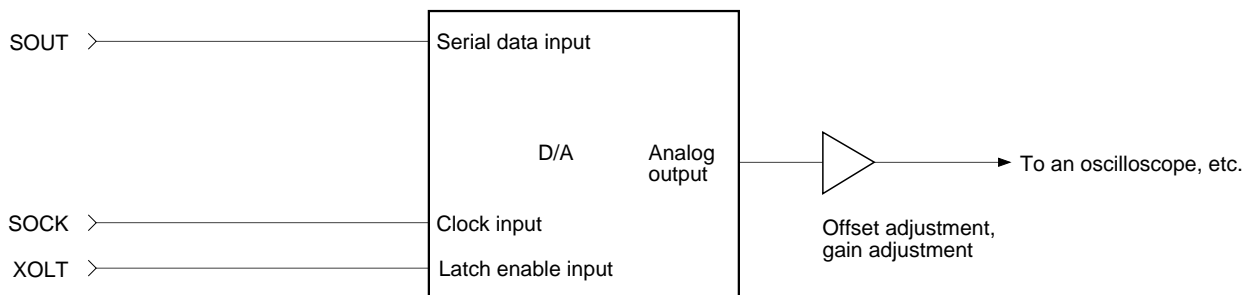 SOUT
Serial data input
D/A
Analog
output
To an oscilloscope, etc.
SOCK
Clock input
Offset adjustment,
gain adjustment
XOLT
Latch enable input